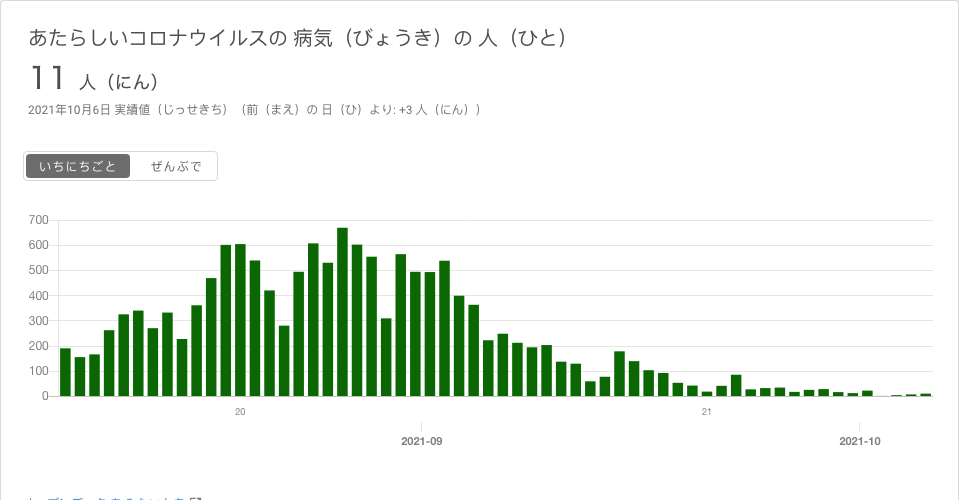 あたらしいコロナウイルスの 病気（びょうき）の 人（ひと）
11 人（にん）
2021年10月6日 実績値（じっせきち）（前（まえ）の 日（ひ）より: +3 人（にん））
いちにちごと ぜんぶで
700
600
500
400
300
200
100
0
20 21
2021-09 2021-10